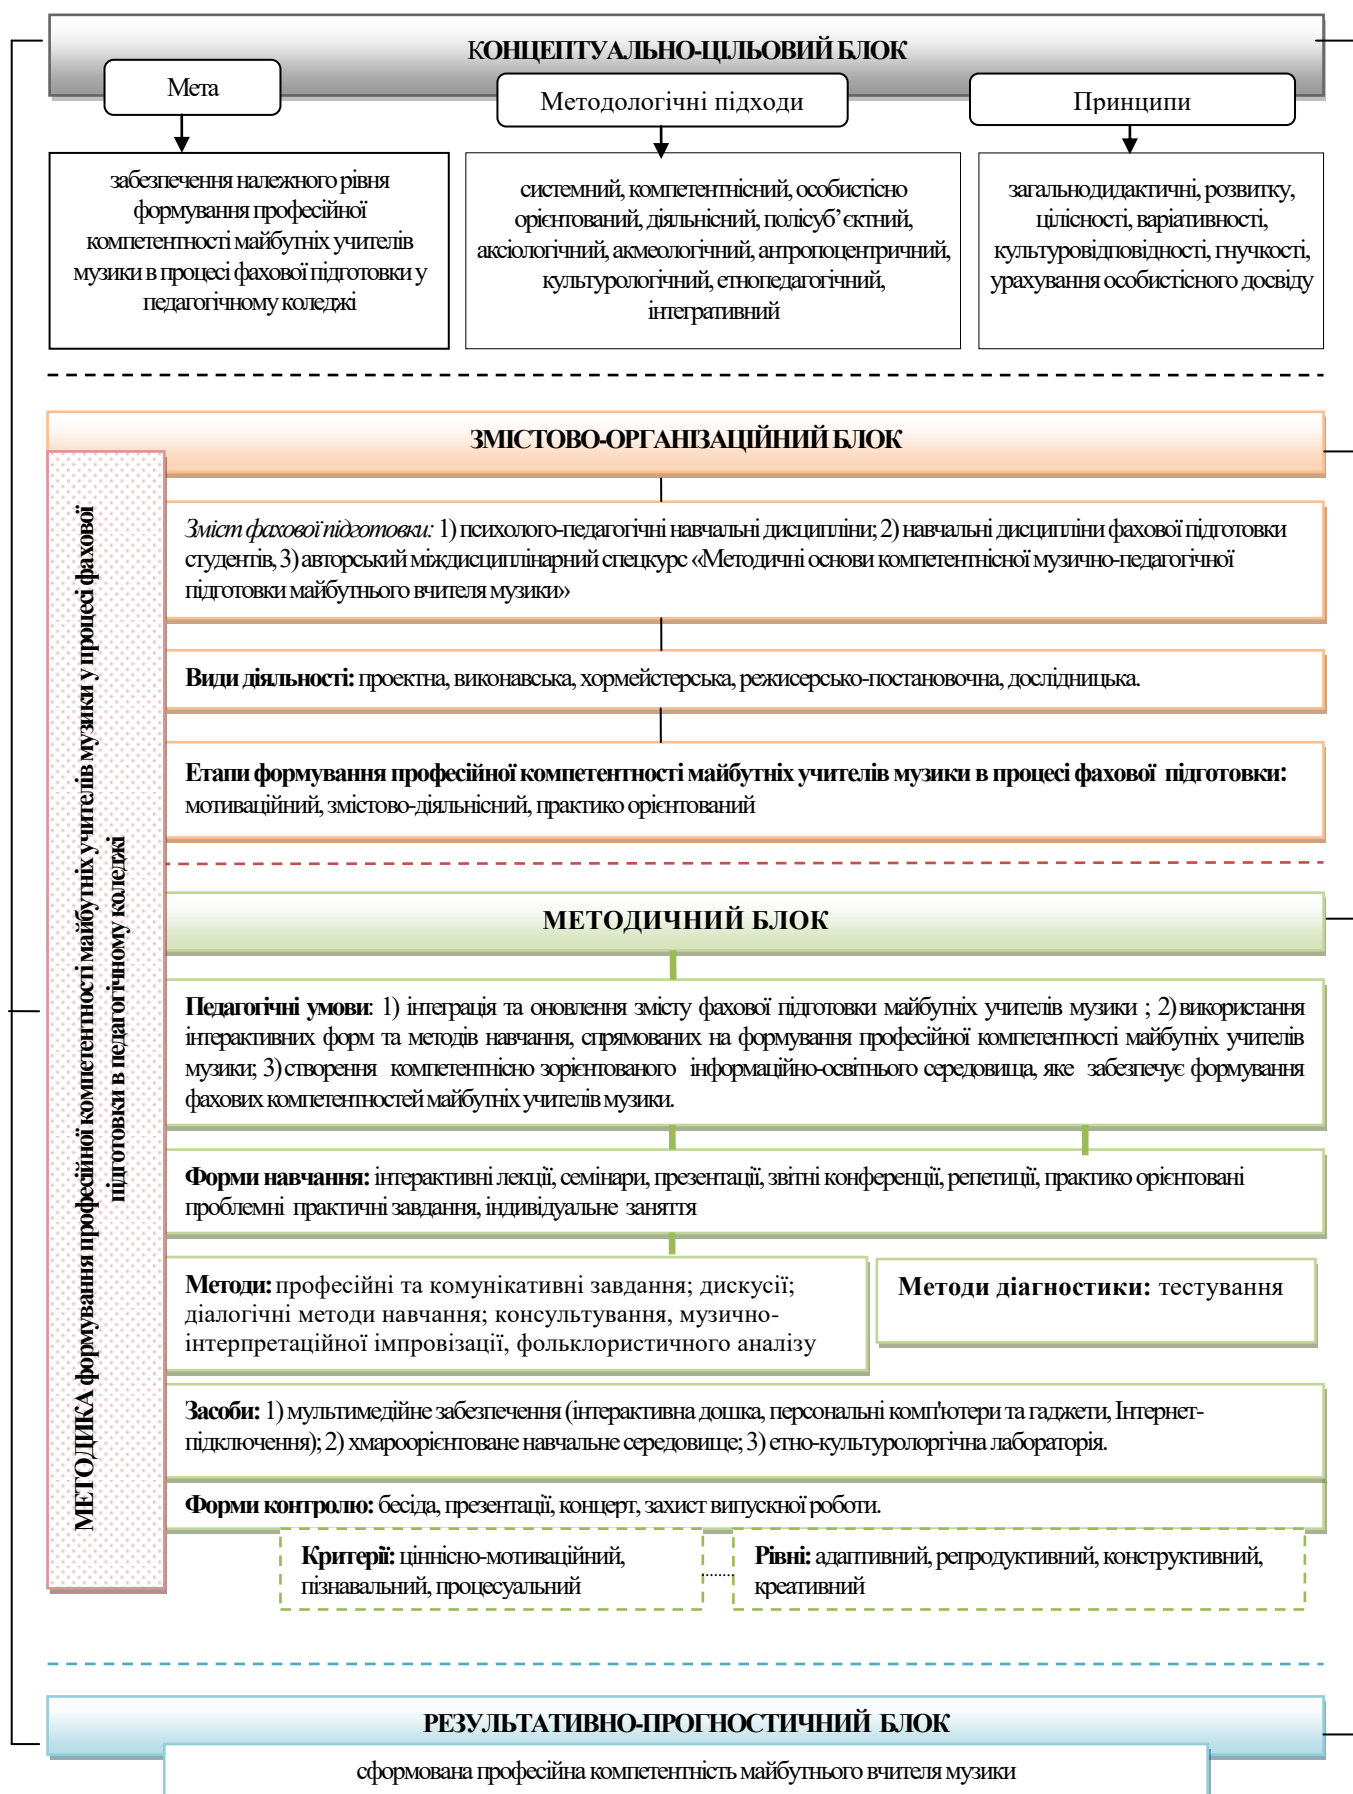 КОНЦЕПТУАЛЬНО-ЦІЛЬОВИЙ БЛОК
Мета
Методологічні підходи
Принципи
забезпечення належного рівня
формування професійної
компетентності майбутніх учителів
музики в процесі фахової підготовки у
педагогічному коледжі
системний, компетентнісний, особистісно
орієнтований, діяльнісний, полісуб’єктний,
аксіологічний, акмеологічний, антропоцентричний,
культурологічний, етнопедагогічний,
інтегративний
загальнодидактичні, розвитку,
цілісності, варіативності,
культуровідповідності, гнучкості,
урахування особистісного досвіду
ЗМІСТОВО-ОРГАНІЗАЦІЙНИЙ БЛОК
МЕТОДИКА формування професійної компетентності майбутніх учителів музики у процесі фахової
підготовки в педагогічному коледжі
Зміст фахової підготовки: 1) психолого-педагогічні навчальні дисципліни; 2) навчальні дисципліни фахової підготовки
студентів, 3) авторський міждисциплінарний спецкурс «Методичні основи компетентнісної музично-педагогічної
підготовки майбутнього вчителя музики»
Види діяльності: проектна, виконавська, хормейстерська, режисерсько-постановочна, дослідницька.
Етапи формування професійної компетентності майбутніх учителів музики в процесі фахової підготовки:
мотиваційний, змістово-діяльнісний, практико орієнтований
МЕТОДИЧНИЙ БЛОК
Педагогічні умови: 1) інтеграція та оновлення змісту фахової підготовки майбутніх учителів музики ; 2) використання
інтерактивних форм та методів навчання, спрямованих на формування професійної компетентності майбутніх учителів
музики; 3) створення компетентнісно зорієнтованого інформаційно-освітнього середовища, яке забезпечує формування
фахових компетентностей майбутніх учителів музики.
Форми навчання: інтерактивні лекції, семінари, презентації, звітні конференції, репетиції, практико орієнтовані
проблемні практичні завдання, індивідуальне заняття
Методи: професійні та комунікативні завдання; дискусії;
діалогічні методи навчання; консультування, музично-
інтерпретаційної імпровізації, фольклористичного аналізу
Методи діагностики: тестування
Засоби: 1) мультимедійне забезпечення (інтерактивна дошка, персональні комп'ютери та гаджети, Інтернет-
підключення); 2) хмароорієнтоване навчальне середовище; 3) етно-культуролоргічна лабораторія.
Форми контролю: бесіда, презентації, концерт, захист випускної роботи.
Критерії: ціннісно-мотиваційний,
пізнавальний, процесуальний
Рівні: адаптивний, репродуктивний, конструктивний,
креативний
РЕЗУЛЬТАТИВНО-ПРОГНОСТИЧНИЙ БЛОК
сформована професійна компетентність майбутнього вчителя музики